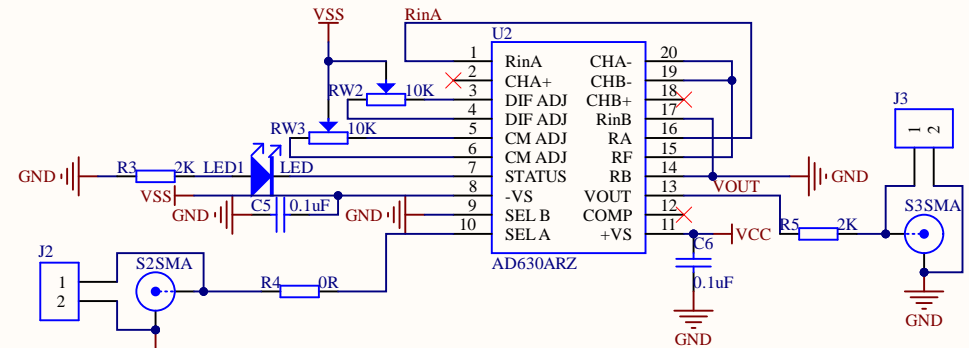 VSS
RinA
U2
1 RinA CHA- 20
2 CHA+ CHB- 19
RW2 10K 3 DIF ADJ CHB+ 18
4 DIF ADJ RinB 17
RW3 10K 5 CM ADJ RA 16
6 CM ADJ RF 15
GND R3 2K LED1 LED 7 STATUS RB 14 GND
VSS 8 -VS VOUT 13 VOUT
GND C5 0.1uF GND 9 SEL B COMP 12
10 SEL A +VS 11 VCC
AD630ARZ
C6
0.1uF
GND
R5 2K
J3
1 2
S3 SMA
GND
J2
1
2
S2 SMA
R4 0R